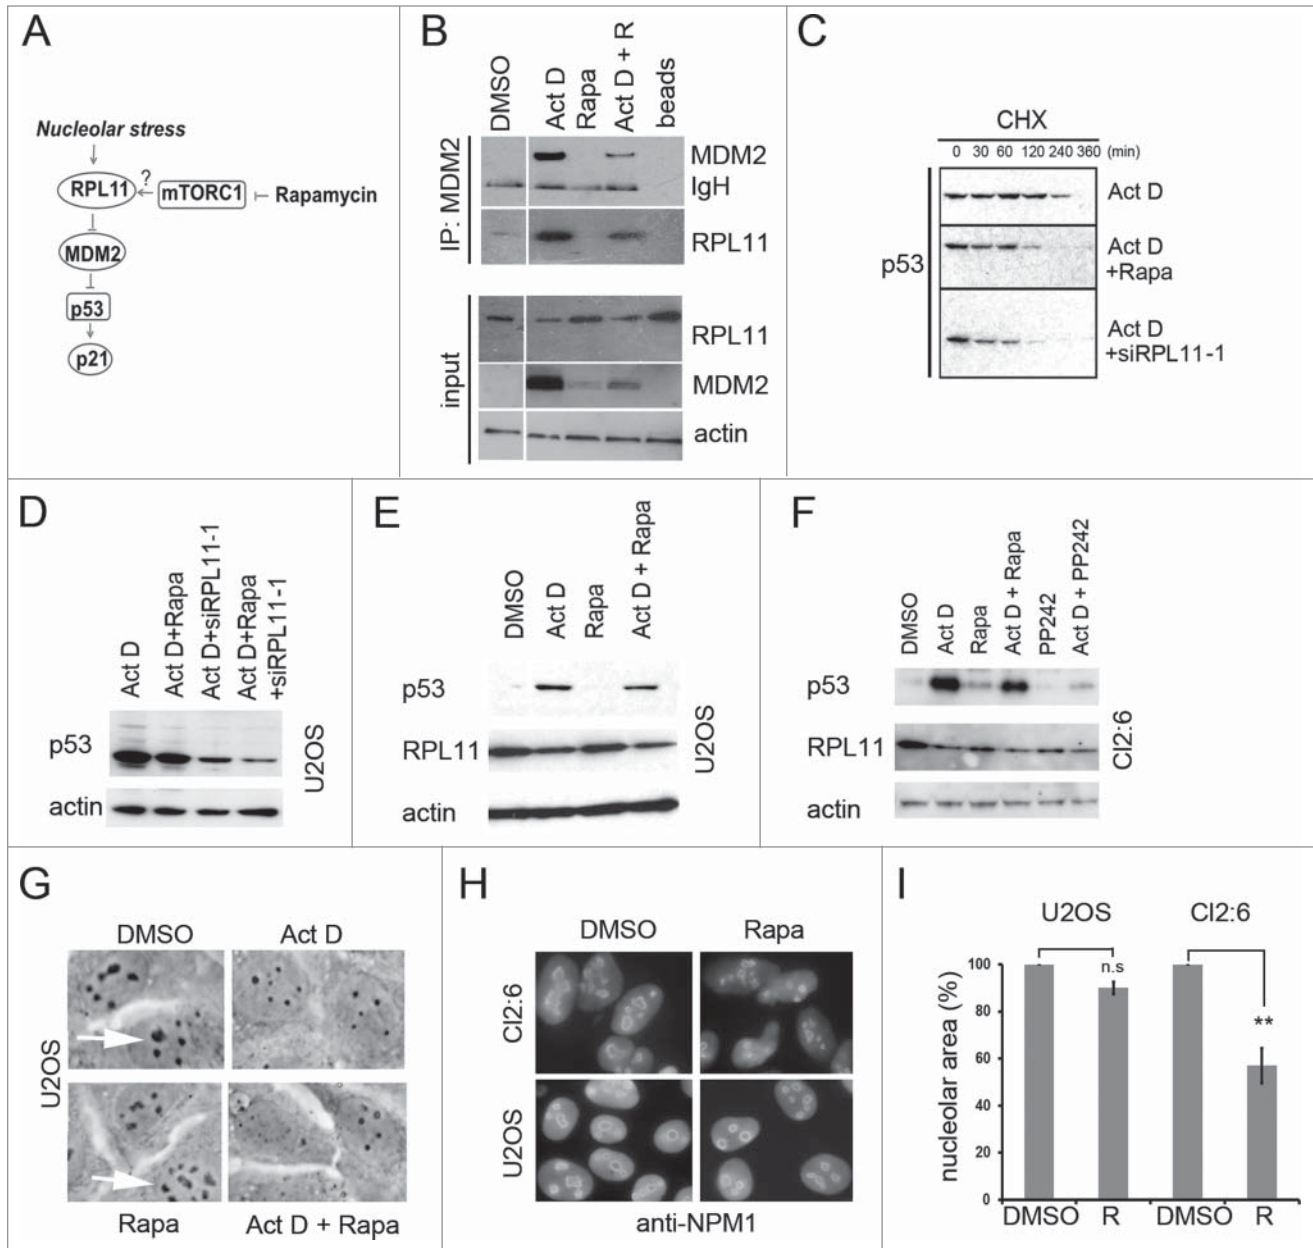 A
Nucleolar stress
RPL11
?
mTORC1
Rapamycin
MDM2
p53
p21
B
DMSO
Act D
Rapa
Act D + R
beads
IP: MDM2
MDM2
IgH
RPL11
input
RPL11
MDM2
actin
C
CHX
0 30 60 120 240 360 (min)
p53
Act D
Act D
+Rapa
Act D
+siRPL11-1
D
Act D
Act D+Rapa
Act D+siRPL11-1
Act D+Rapa
+siRPL11-1
p53
actin
U2OS
E
DMSO
Act D
Rapa
Act D + Rapa
p53
RPL11
actin
U2OS
F
DMSO
Act D
Rapa
Act D + Rapa
PP242
Act D + PP242
p53
RPL11
actin
Cl2:6
G
DMSO Act D
U2OS
Rapa Act D + Rapa
H
DMSO Rapa
Cl2:6
U2OS
anti-NPM1
I
U2OS Cl2:6
n.s
**
nucleolar area (%)
100
80
60
40
20
0
DMSO R DMSO R